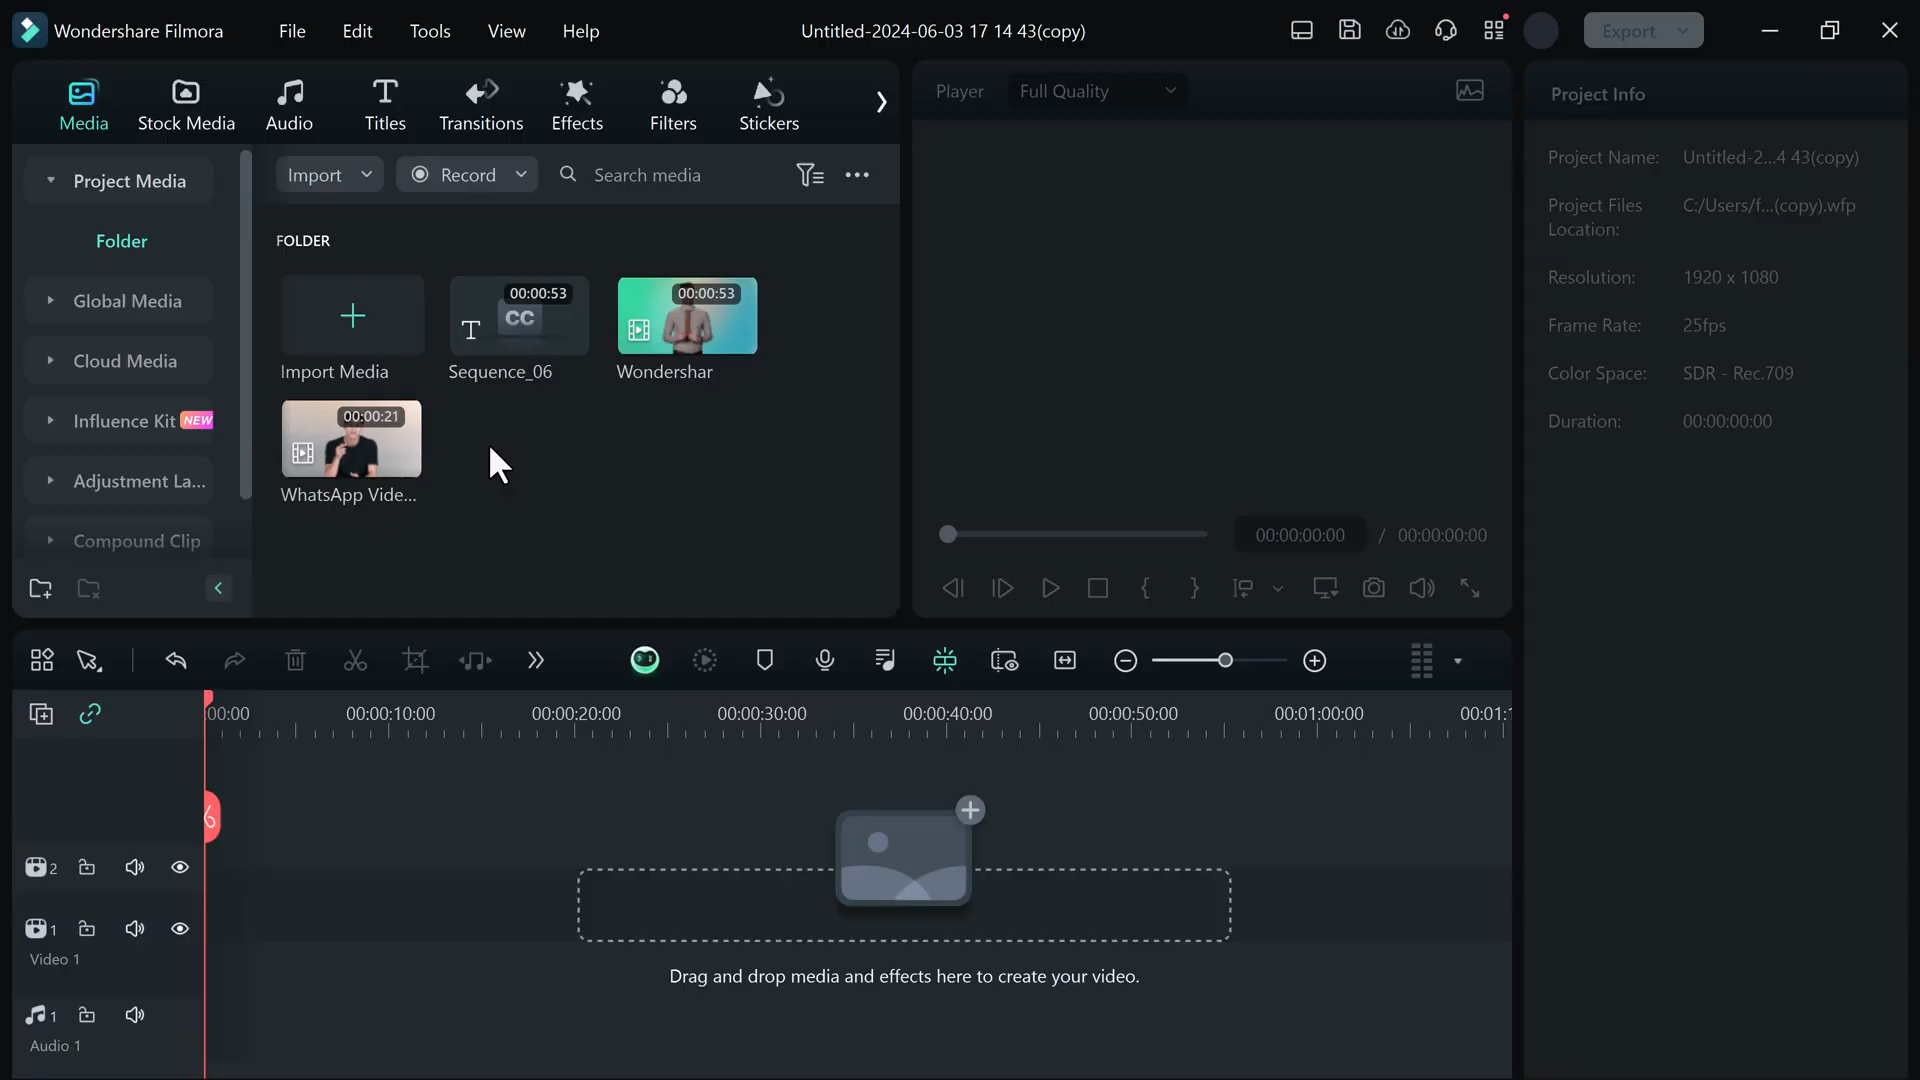 Wondershare Filmora
File
Edit
Tools
View
Help
Untitled-2024-06-03 17 14 43(copy)
Export
Media
Stock Media
Audio
Titles
Transitions
Effects
Filters
Stickers
Player
Full Quality
Project Info
Project Media
Import
Record
Search media
Folder
FOLDER
Global Media
Cloud Media
Influence Kit NEW
Adjustment La...
Compound Clip
Import Media
00:00:53
CC
T
Sequence_06
00:00:53
Wondershar
00:00:21
WhatsApp Vide...
00:00:00:00 / 00:00:00:00
Project Name: Untitled-2...4 43(copy)
Project Files Location: C:/Users/f...(copy).wfp
Resolution: 1920 x 1080
Frame Rate: 25fps
Color Space: SDR - Rec.709
Duration: 00:00:00:00
:00:00 00:00:10:00 00:00:20:00 00:00:30:00 00:00:40:00 00:00:50:00 00:01:00:00 00:01:1
2
1
Video 1
Drag and drop media and effects here to create your video.
1
Audio 1